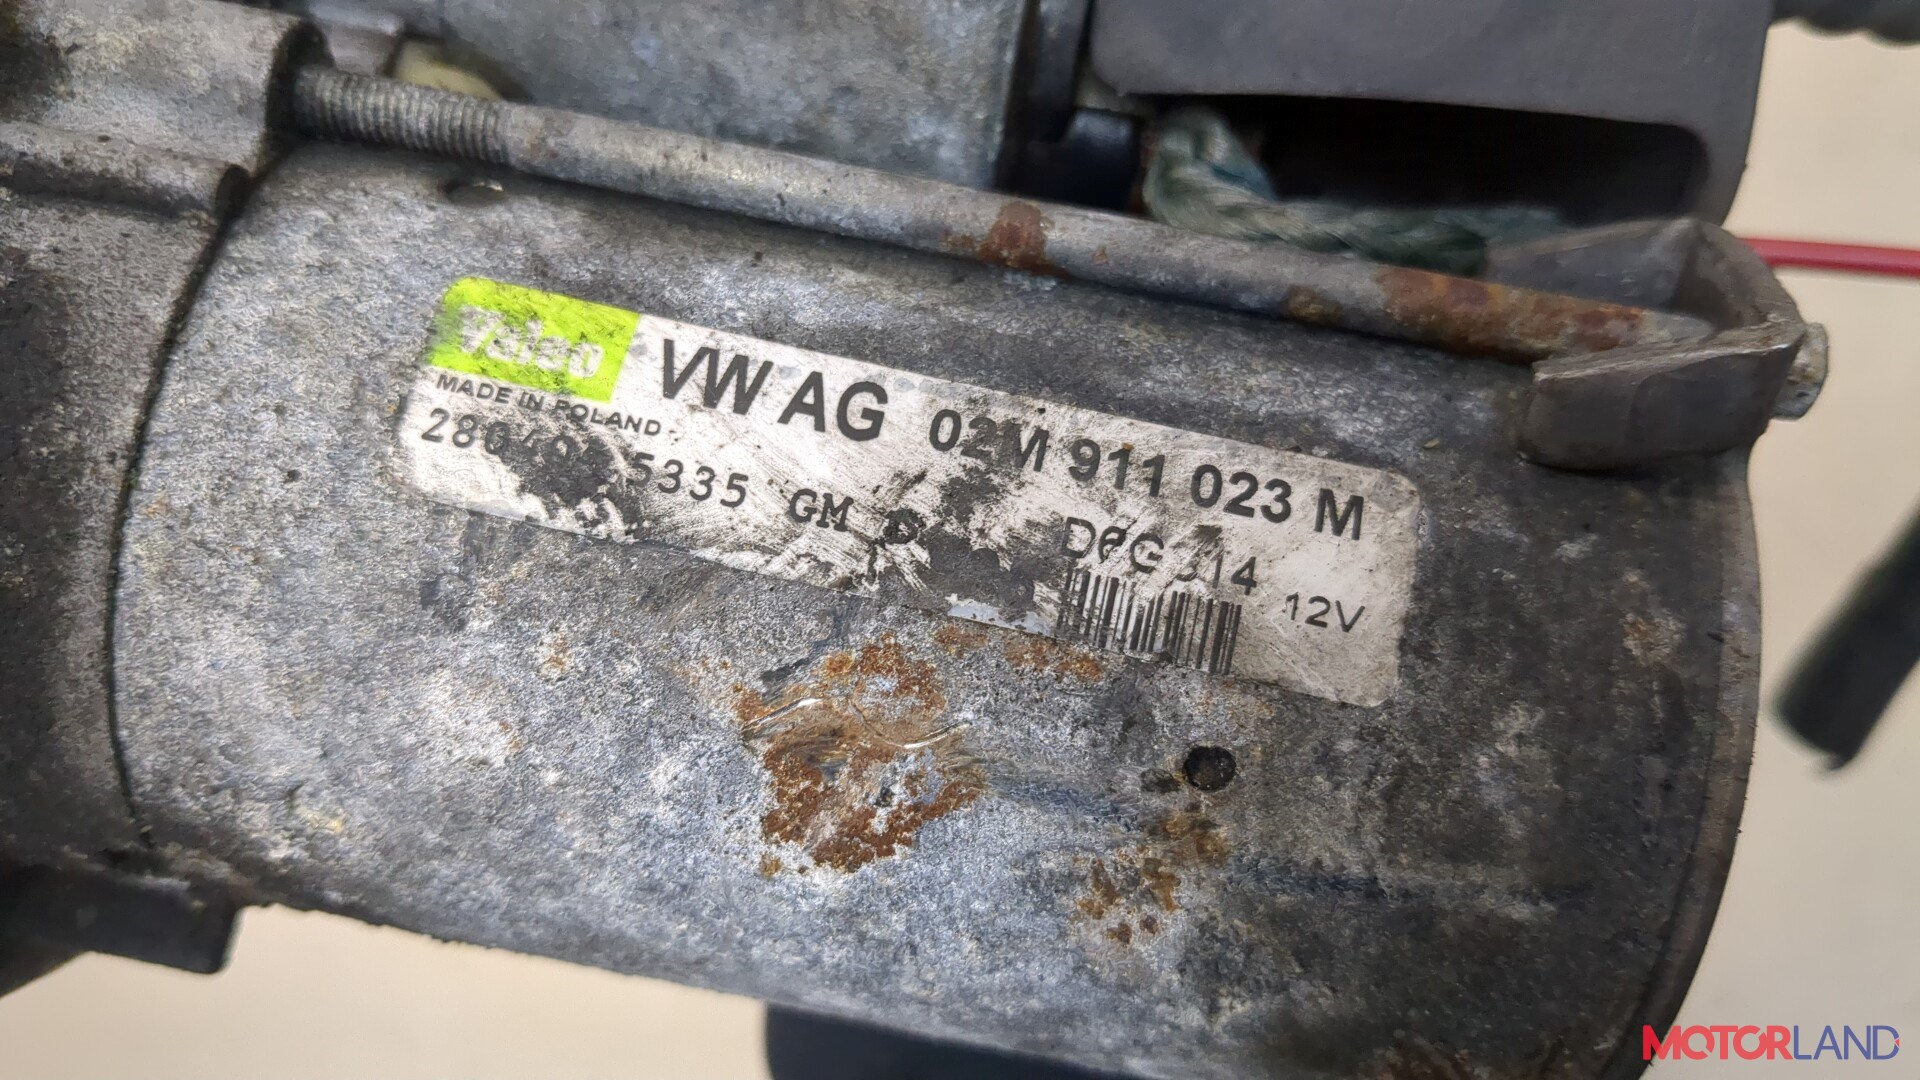 Valeo
VW AG 02M 911 023 M
MADE IN POLAND
5335 GM
12V
MOTORLAND